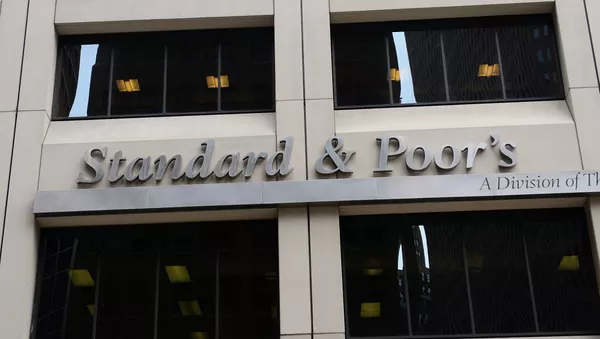 Standard & Poor's
A Division of Th